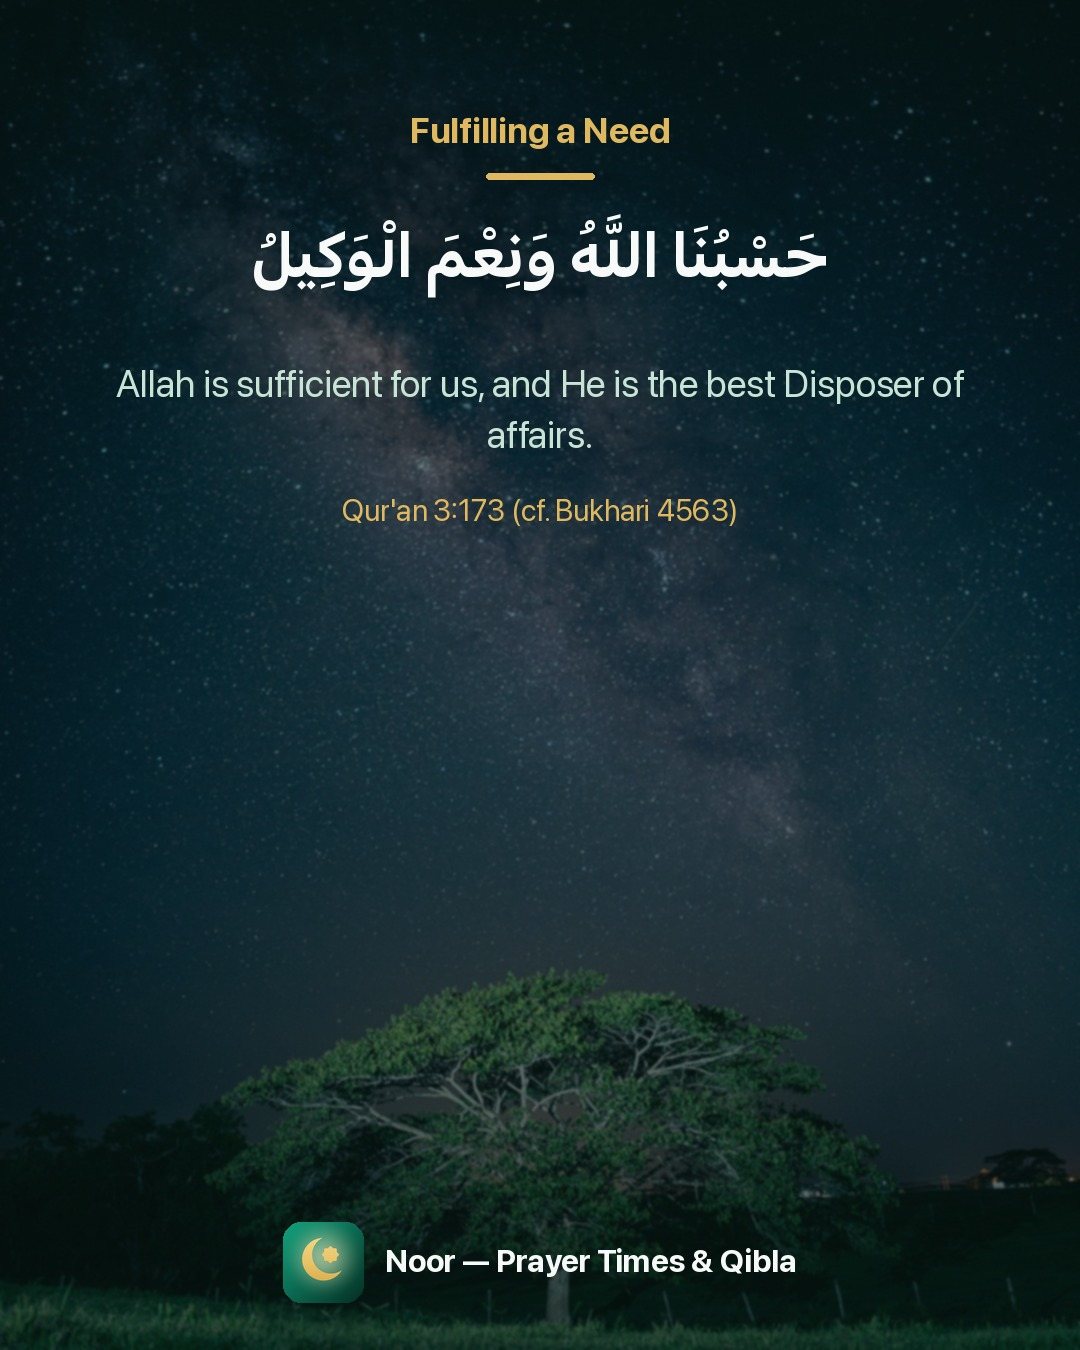 Fulfilling a Need
حَسْبُنَا اللَّهُ وَنِعْمَ الْوَكِيلُ
Allah is sufficient for us, and He is the best Disposer of
affairs.
Qur'an 3:173 (cf. Bukhari 4563)
Noor — Prayer Times & Qibla